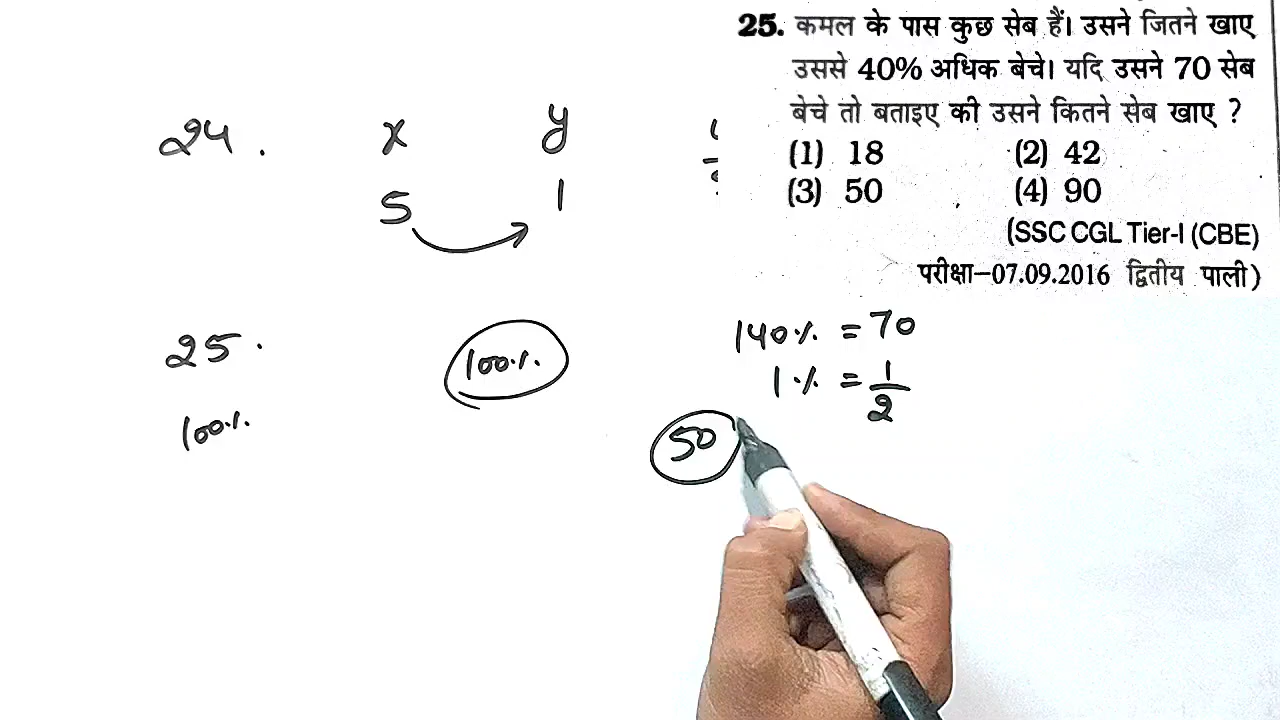 25. कमल के पास कुछ सेब हैं। उसने जितने खाए
उससे 40% अधिक बेचे। यदि उसने 70 सेब
बेचे तो बताइए की उसने कितने सेब खाए ?
(1) 18 (2) 42
(3) 50 (4) 90
(SSC CGL Tier-I (CBE)
परीक्षा–07.09.2016 द्वितीय पाली)
24. x y
5 1
25. 100%
100%
140% = 70
1% = 1/2
50